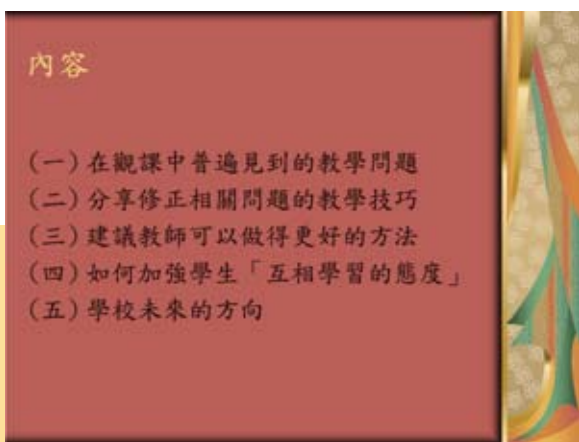 內容
(一)在觀課中普遍見到的教學問題
(二)分享修正相關問題的教學技巧
(三)建議教師可以做得更好的方法
(四)如何加強學生「互相學習的態度」
(五)學校未來的方向